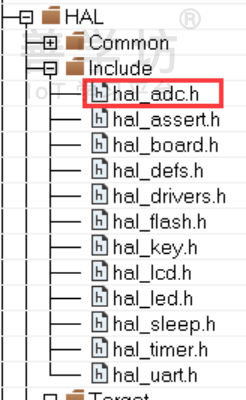 HAL
Common
Include
hal_adc.h
hal_assert.h
hal_board.h
hal_defs.h
hal_drivers.h
hal_flash.h
hal_key.h
hal_lcd.h
hal_led.h
hal_sleep.h
hal_timer.h
hal_uart.h
Target